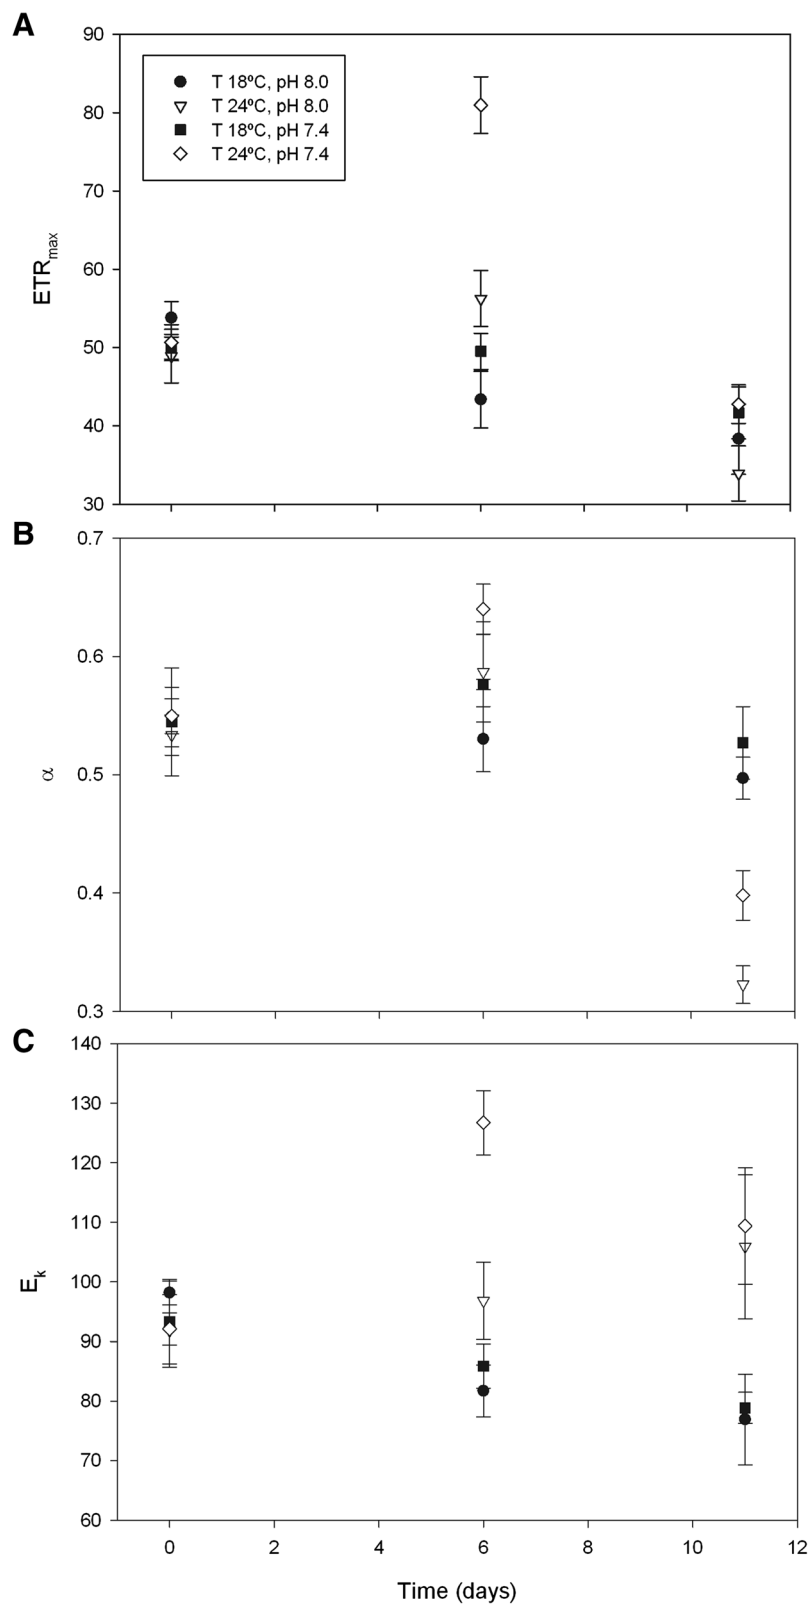 A
90
80
70
60
50
40
30
ETRmax
T 18ºC, pH 8.0
T 24ºC, pH 8.0
T 18ºC, pH 7.4
T 24ºC, pH 7.4
B
0.7
0.6
0.5
0.4
0.3
α
C
140
130
120
110
100
90
80
70
60
Ek
0 2 4 6 8 10 12
Time (days)